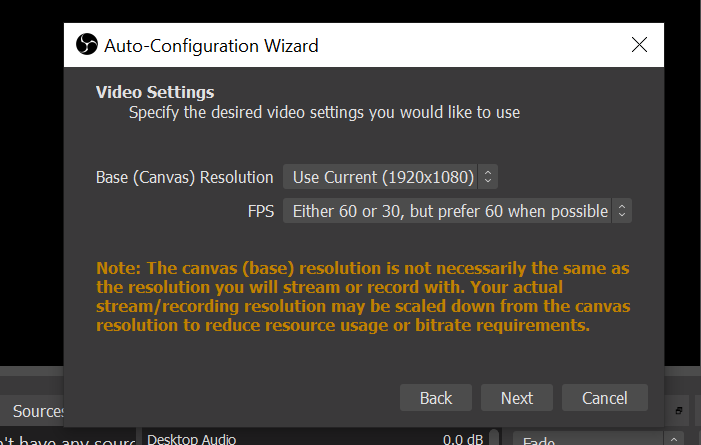 Auto-Configuration Wizard
Video Settings
Specify the desired video settings you would like to use
Base (Canvas) Resolution Use Current (1920x1080)
FPS Either 60 or 30, but prefer 60 when possible
Note: The canvas (base) resolution is not necessarily the same as
the resolution you will stream or record with. Your actual
stream/recording resolution may be scaled down from the canvas
resolution to reduce resource usage or bitrate requirements.
Back Next Cancel
Sources
't have any sour Desktop Audio 0.0 dB Fade